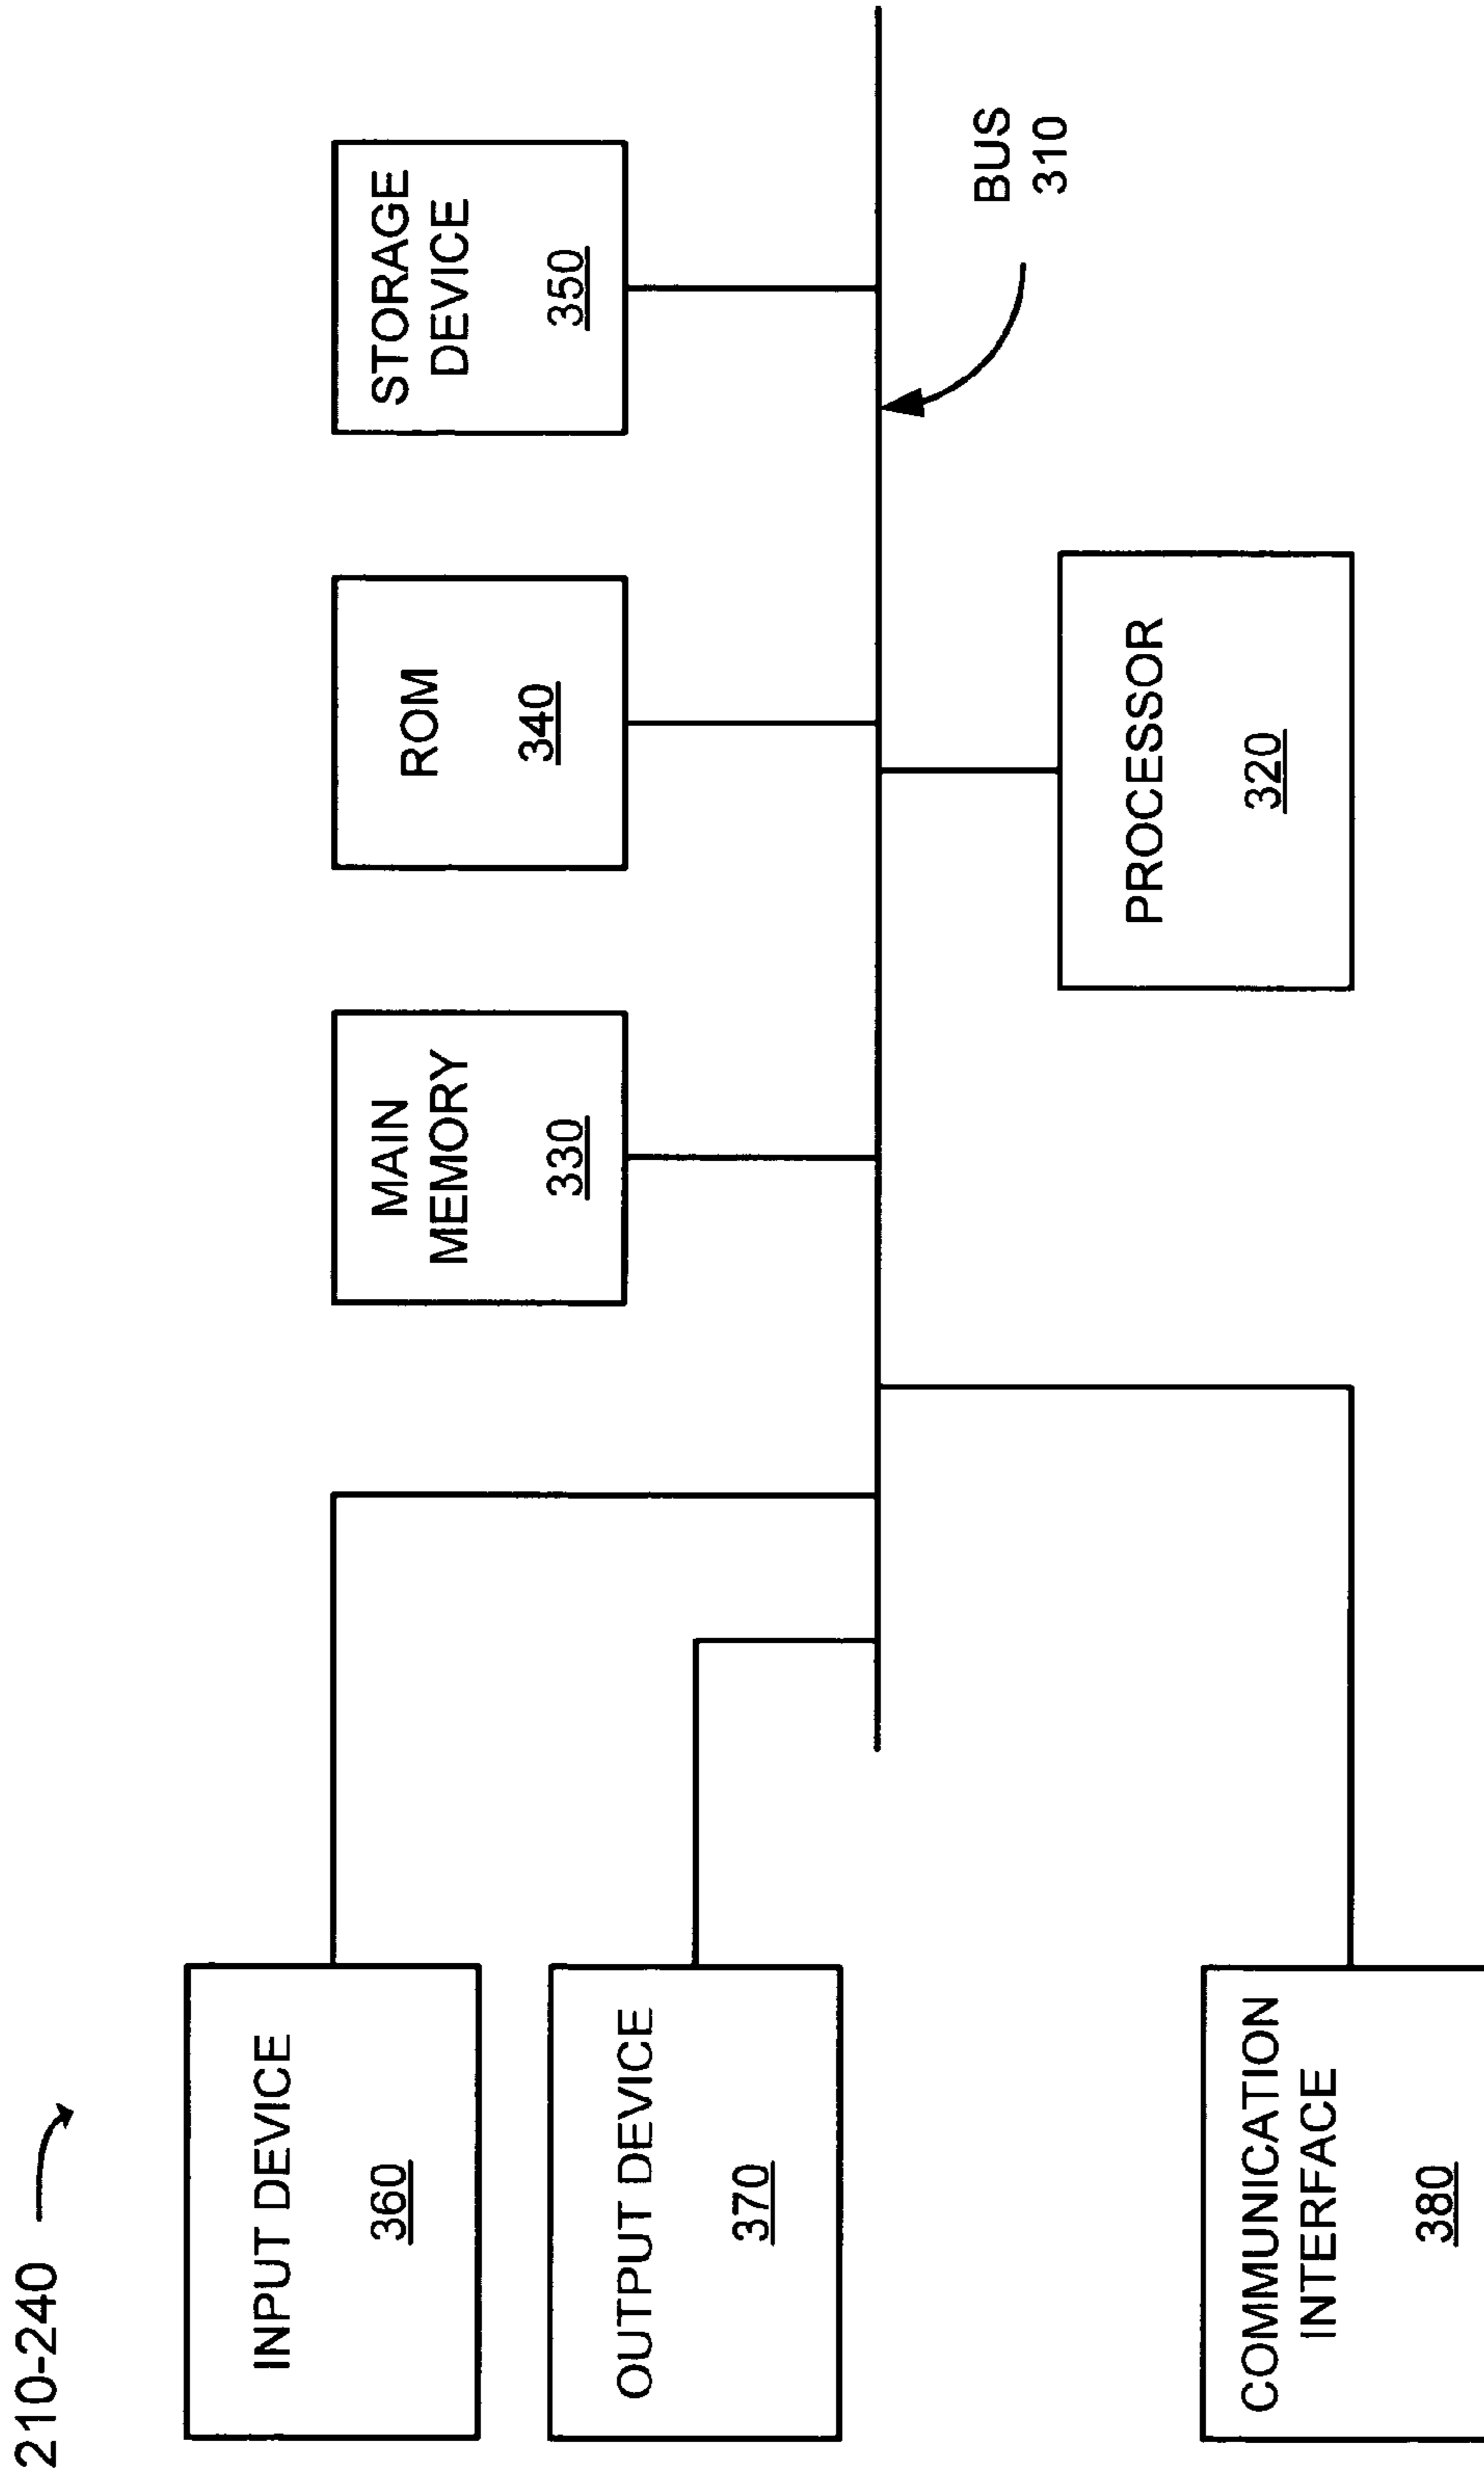 210-240
INPUT DEVICE
360
OUTPUT DEVICE
370
COMMUNICATION
INTERFACE
380
MAIN
MEMORY
330
ROM
340
STORAGE
DEVICE
350
PROCESSOR
320
BUS
310